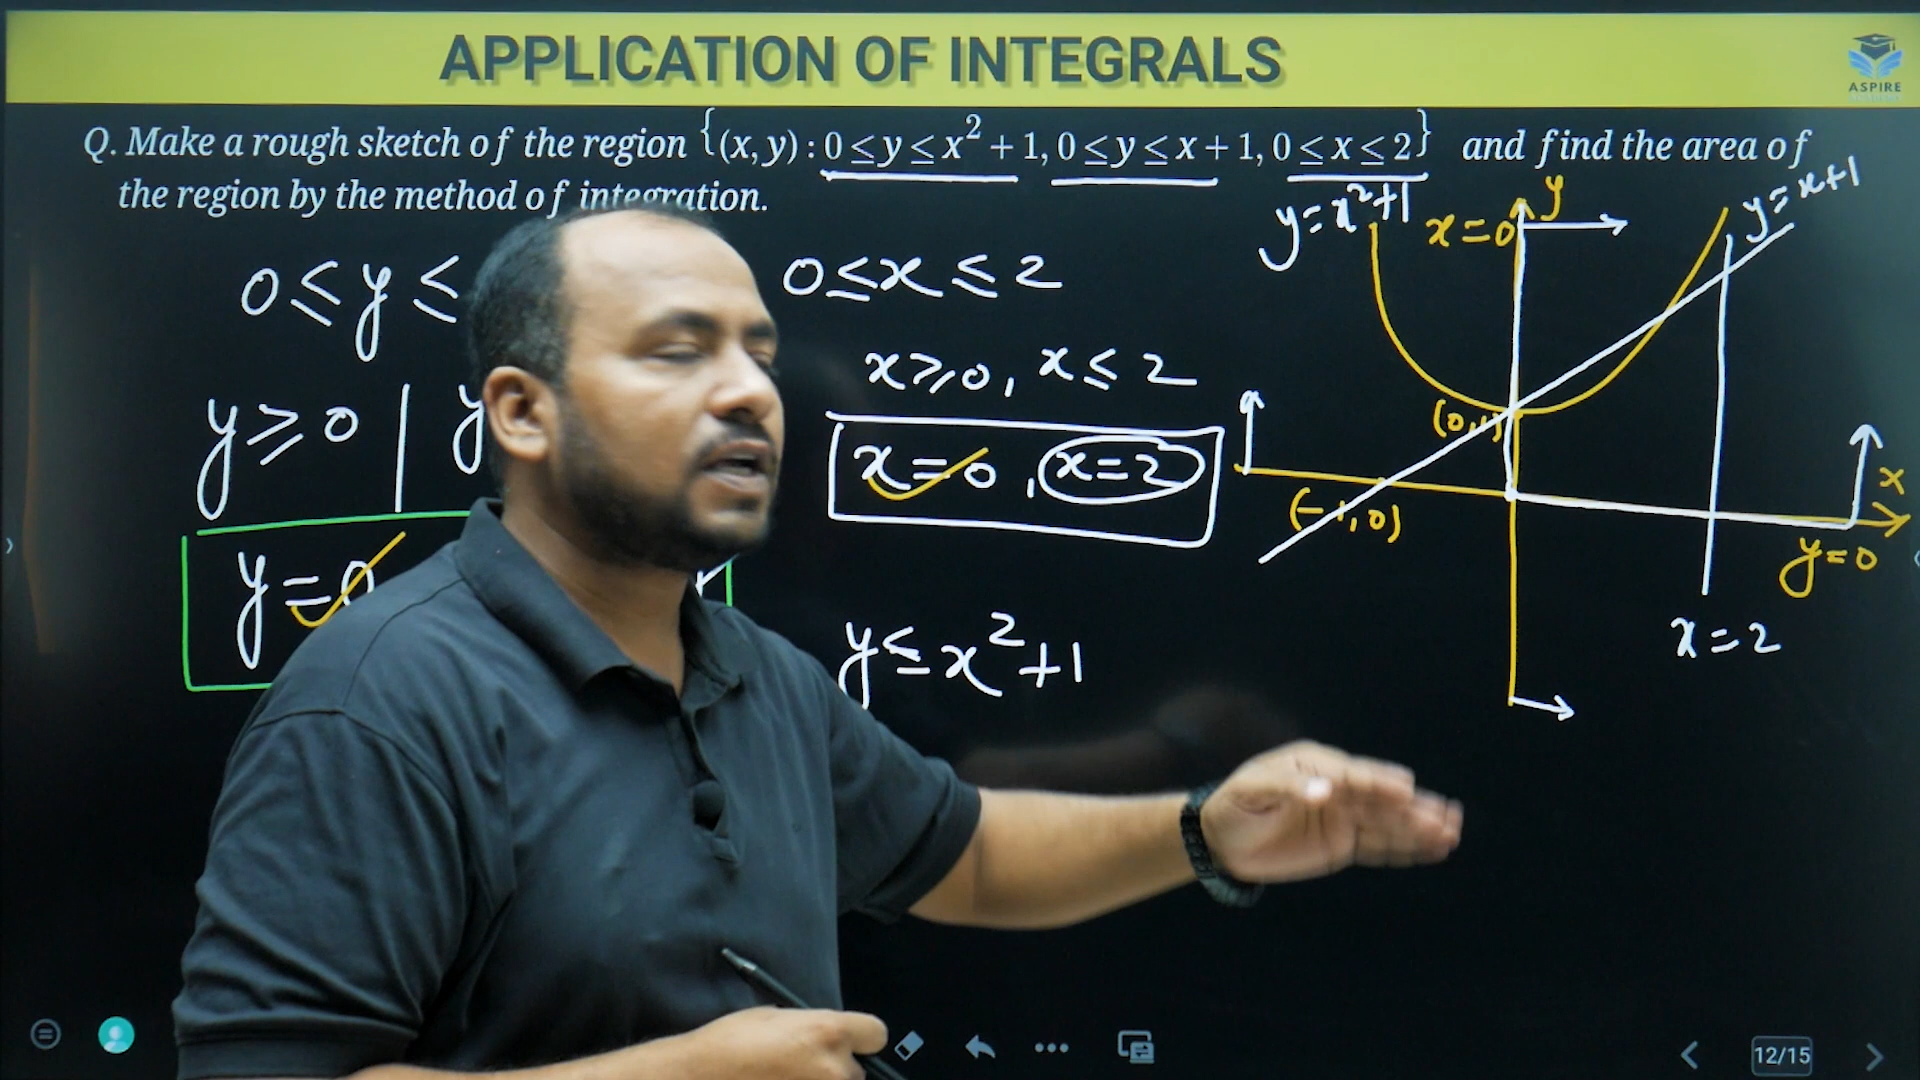 APPLICATION OF INTEGRALS
ASPIRE
Q. Make a rough sketch of the region {(x, y) : 0 ≤ y ≤ x² + 1, 0 ≤ y ≤ x + 1, 0 ≤ x ≤ 2} and find the area of
the region by the method of integration.
0 ≤ y ≤
y ≥ 0 | y
y = 0
0 ≤ x ≤ 2
x ≥ 0, x ≤ 2
x = 0, x = 2
y ≤ x² + 1
y = x² + 1
x = 0
y
y = x + 1
(0,1)
(-1,0)
x
y = 0
x = 2
12/15